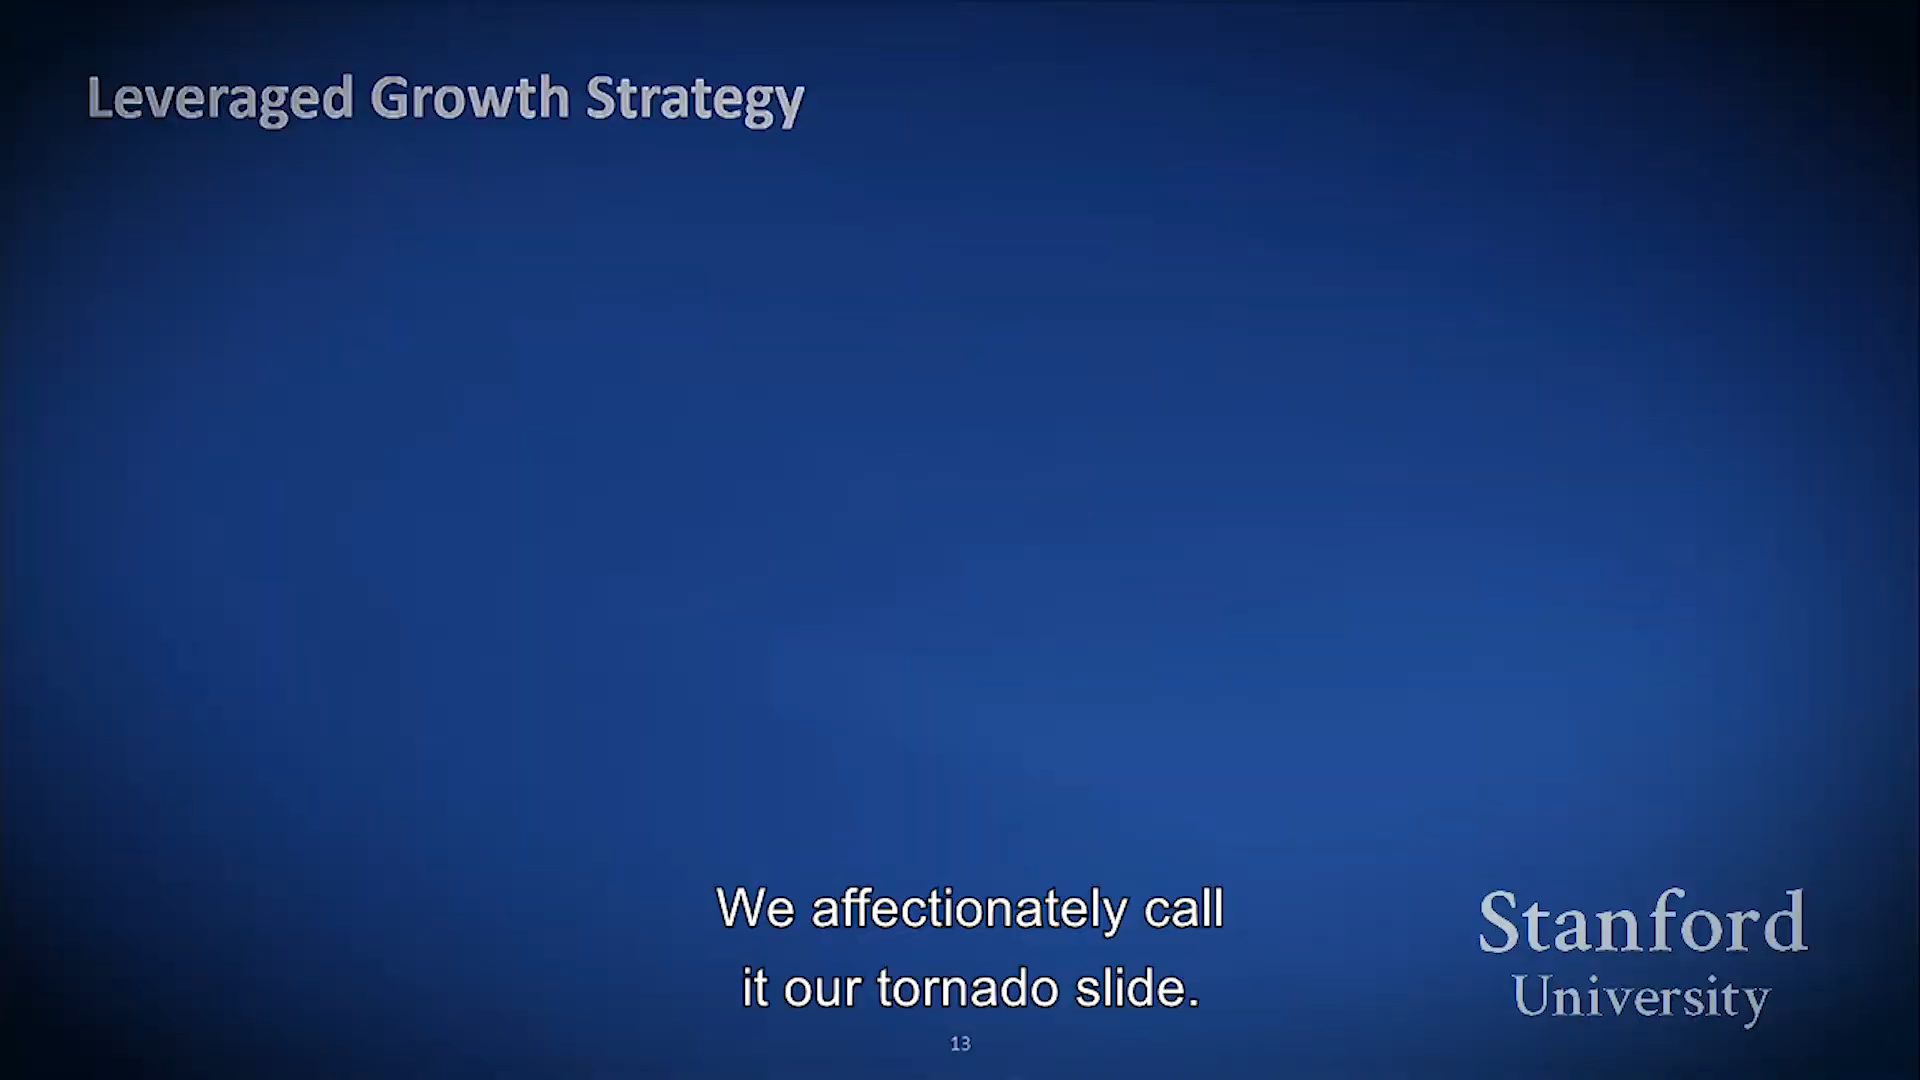 Leveraged Growth Strategy
We affectionately call
it our tornado slide.
Stanford
University
13